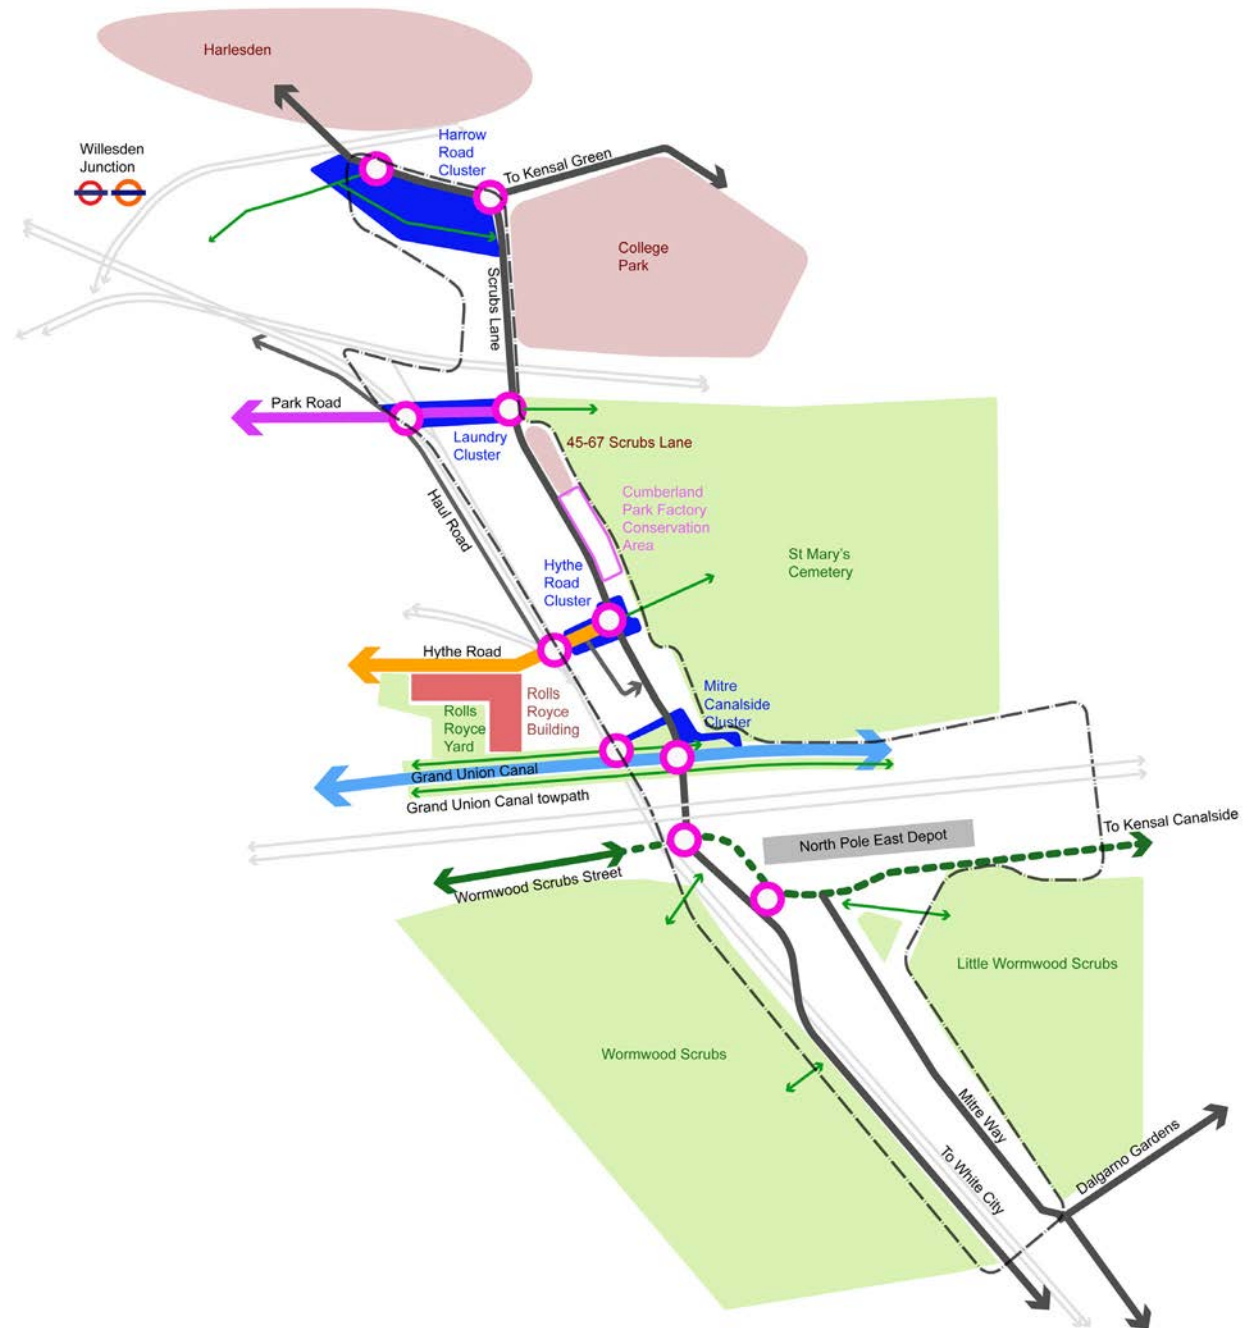 Harlesden
Willesden
Junction
Harrow
Road
Cluster
To Kensal Green
College
Park
Scrubs Lane
Park Road
Laundry
Cluster
45-67 Scrubs Lane
Haul Road
Cumberland
Park Factory
Conservation
Area
St Mary's
Cemetery
Hythe
Road
Cluster
Hythe Road
Rolls
Royce
Building
Rolls
Royce
Yard
Mitre
Canalside
Cluster
Grand Union Canal
Grand Union Canal towpath
North Pole East Depot
To Kensal Canalside
Wormwood Scrubs Street
Little Wormwood Scrubs
Wormwood Scrubs
Mitre Way
To White City
Dalgarno Gardens